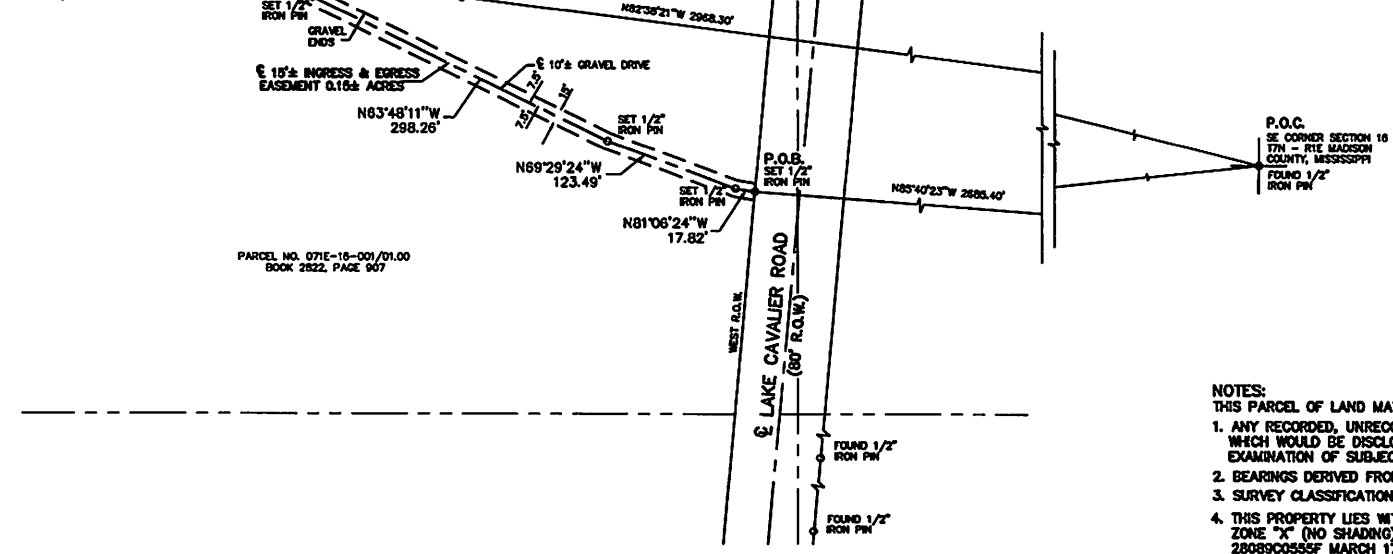 SET 1/2"
IRON PIN
GRAVEL
ENDS
N82°38'21"W 2968.30'
℄ 15'± INGRESS & EGRESS
EASEMENT 0.15± ACRES
℄ 10'± GRAVEL DRIVE
7.5'
15'
7.5'
N63°48'11"W
298.26'
SET 1/2"
IRON PIN
N69°29'24"W
123.49'
P.O.B.
SET 1/2"
IRON PIN
SET 1/2"
IRON PIN
N81°06'24"W
17.82'
N85°40'23"W 2685.40'
P.O.C.
SE CORNER SECTION 16
T7N - R1E MADISON
COUNTY, MISSISSIPPI
FOUND 1/2"
IRON PIN
PARCEL NO. 071E-16-001/01.00
BOOK 2822, PAGE 907
WEST R.O.W.
℄ LAKE CAVALIER ROAD
(80' R.O.W.)
FOUND 1/2"
IRON PIN
FOUND 1/2"
IRON PIN
NOTES:
THIS PARCEL OF LAND MA
1. ANY RECORDED, UNRECO
WHICH WOULD BE DISCLO
EXAMINATION OF SUBJEC
2. BEARINGS DERIVED FRO
3. SURVEY CLASSIFICATION
4. THIS PROPERTY LIES WI
ZONE "X" (NO SHADING)
28089C0555F MARCH 17